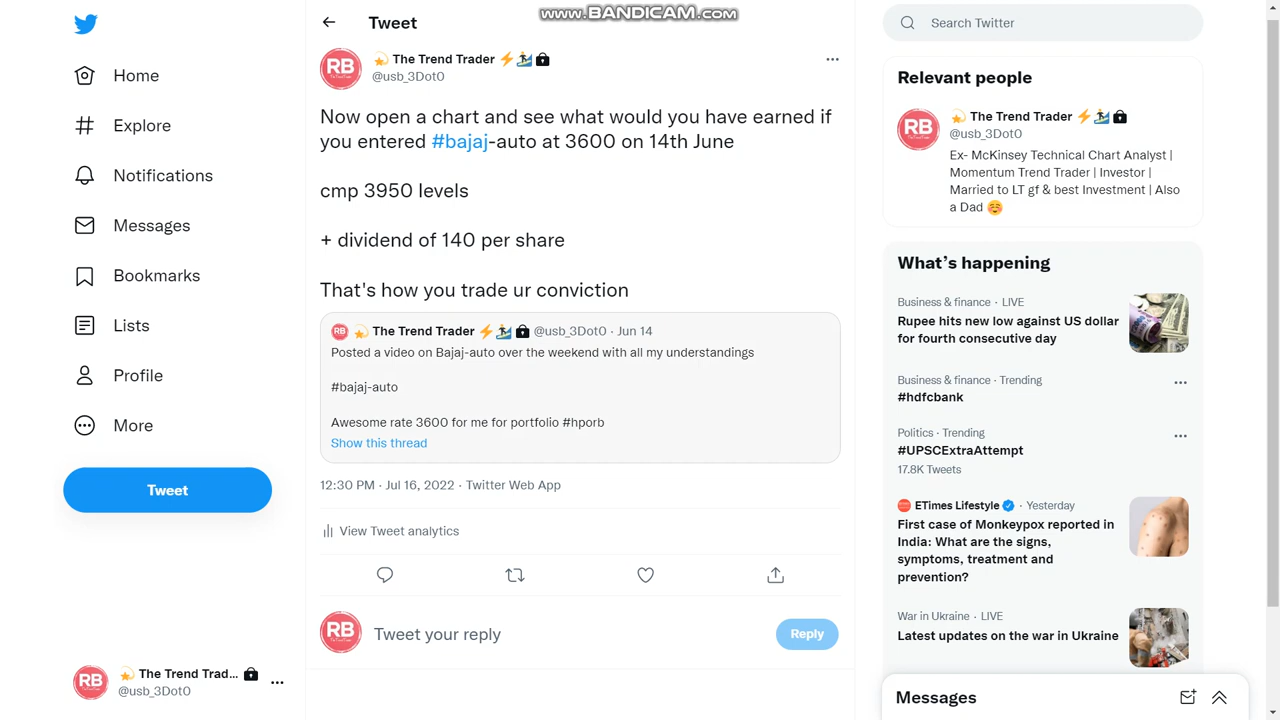 www.BANDICAM.com
Home
Explore
Notifications
Messages
Bookmarks
Lists
Profile
More
Tweet
💫 The Trend Trad... 🔒
@usb_3Dot0
Tweet
RB
💫 The Trend Trader ⚡🏄‍♂️🔒
@usb_3Dot0
Now open a chart and see what would you have earned if
you entered #bajaj-auto at 3600 on 14th June
cmp 3950 levels
+ dividend of 140 per share
That's how you trade ur conviction
RB 💫 The Trend Trader ⚡🏄‍♂️🔒 @usb_3Dot0 · Jun 14
Posted a video on Bajaj-auto over the weekend with all my understandings
#bajaj-auto
Awesome rate 3600 for me for portfolio #hporb
Show this thread
12:30 PM · Jul 16, 2022 · Twitter Web App
View Tweet analytics
RB
Tweet your reply
Reply
RB
Search Twitter
Relevant people
RB
💫 The Trend Trader ⚡🏄‍♂️🔒
@usb_3Dot0
Ex- McKinsey Technical Chart Analyst |
Momentum Trend Trader | Investor |
Married to LT gf & best Investment | Also
a Dad ☺️
What's happening
Business & finance · LIVE
Rupee hits new low against US dollar
for fourth consecutive day
Business & finance · Trending
#hdfcbank
Politics · Trending
#UPSCExtraAttempt
17.8K Tweets
ETimes Lifestyle · Yesterday
First case of Monkeypox reported in
India: What are the signs,
symptoms, treatment and
prevention?
War in Ukraine · LIVE
Latest updates on the war in Ukraine
Messages